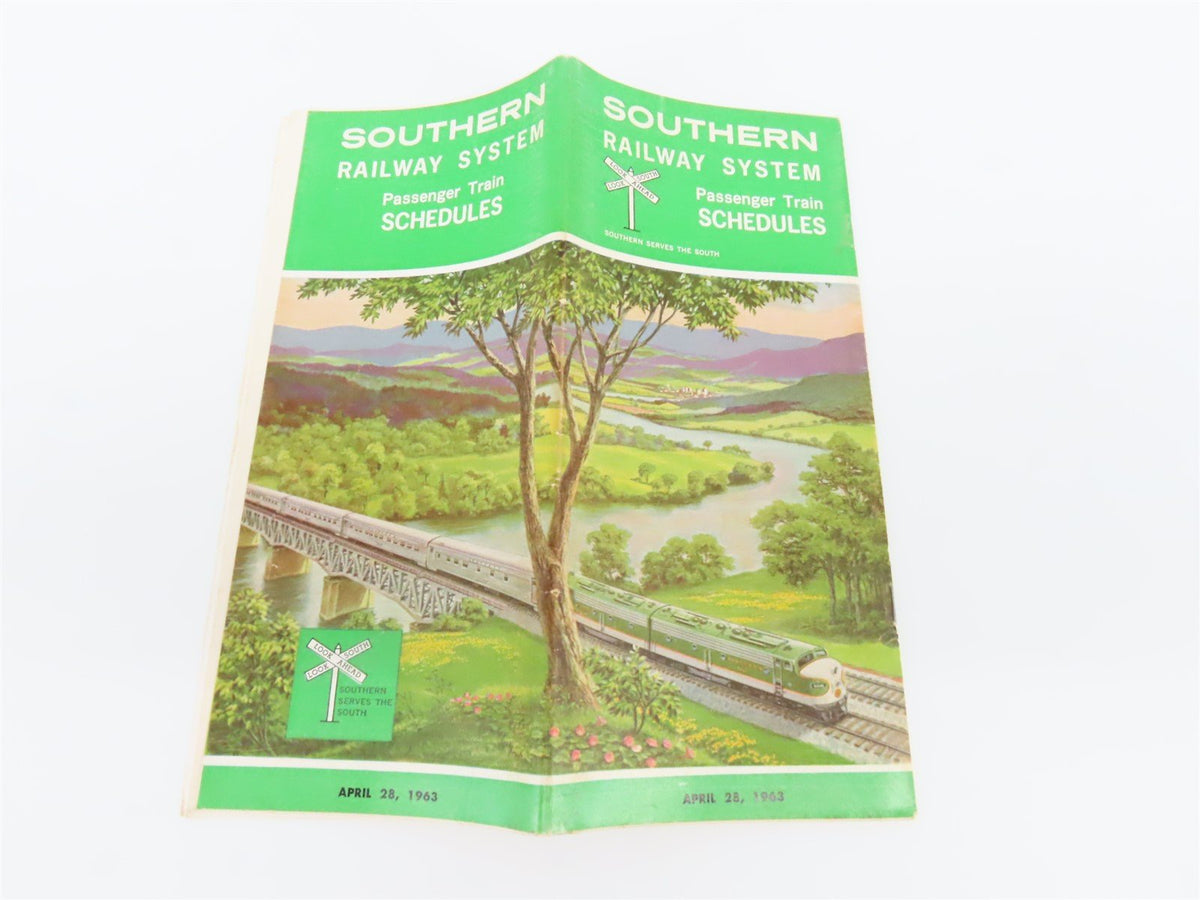 SOUTHERN
RAILWAY SYSTEM
Passenger Train
SCHEDULES
LOOK SOUTH
LOOK AHEAD
SOUTHERN
SERVES THE
SOUTH
APRIL 28, 1963
SOUTHERN
RAILWAY SYSTEM
LOOK SOUTH
LOOK AHEAD
Passenger Train
SCHEDULES
SOUTHERN SERVES THE SOUTH
APRIL 28, 1963